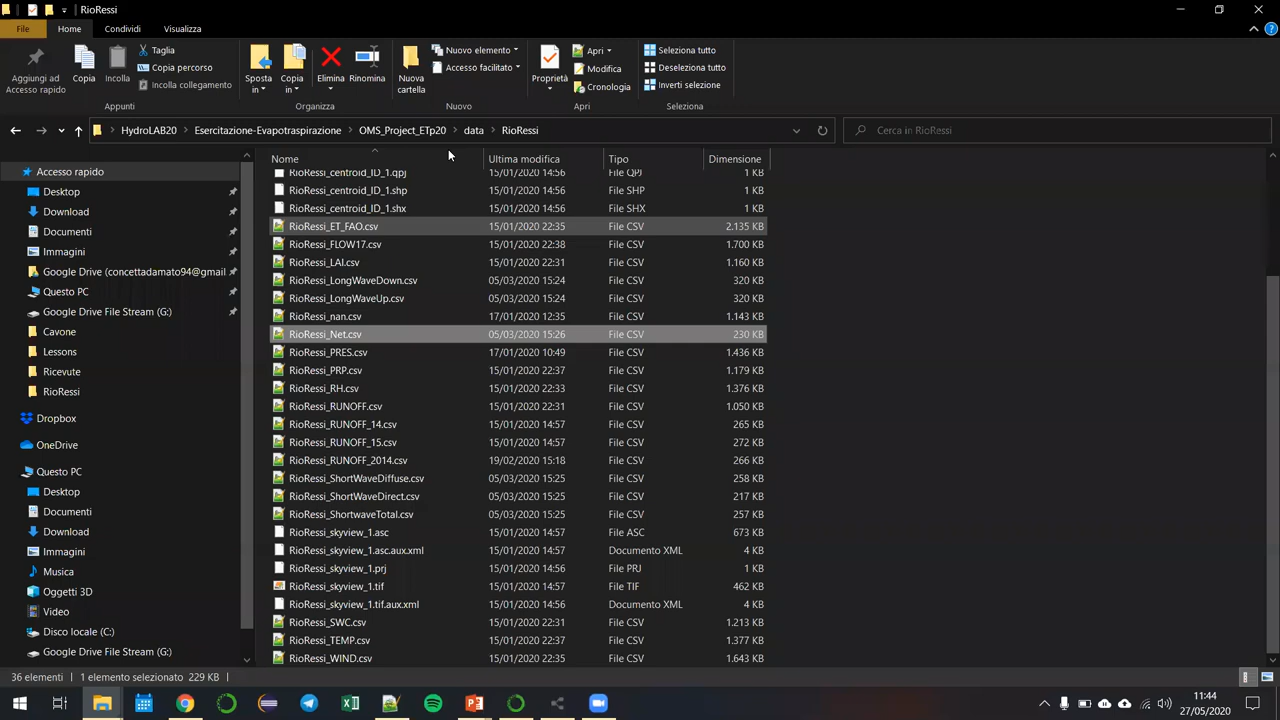 RioRessi
File Home Condividi Visualizza
Aggiungi ad Accesso rapido
Copia
Incolla
Taglia
Copia percorso
Incolla collegamento
Appunti
Sposta in
Copia in
Elimina
Rinomina
Organizza
Nuova cartella
Nuovo elemento
Accesso facilitato
Nuovo
Proprietà
Apri
Modifica
Cronologia
Apri
Seleziona tutto
Deseleziona tutto
Inverti selezione
Seleziona
HydroLAB20 Esercitazione-Evapotraspirazione OMS_Project_ETp20 data RioRessi
Cerca in RioRessi
Accesso rapido
Desktop
Download
Documenti
Immagini
Google Drive (concettadamato94@gmail
Questo PC
Google Drive File Stream (G:)
Cavone
Lessons
Ricevute
RioRessi
Dropbox
OneDrive
Questo PC
Desktop
Documenti
Download
Immagini
Musica
Oggetti 3D
Video
Disco locale (C:)
Google Drive File Stream (G:)
Nome Ultima modifica Tipo Dimensione
RioRessi_centroid_ID_1.qpj 15/01/2020 14:56 File QPJ 1 KB
RioRessi_centroid_ID_1.shp 15/01/2020 14:56 File SHP 1 KB
RioRessi_centroid_ID_1.shx 15/01/2020 14:56 File SHX 1 KB
RioRessi_ET_FAO.csv 15/01/2020 22:35 File CSV 2.135 KB
RioRessi_FLOW17.csv 15/01/2020 22:38 File CSV 1.700 KB
RioRessi_LAI.csv 15/01/2020 22:31 File CSV 1.160 KB
RioRessi_LongWaveDown.csv 05/03/2020 15:24 File CSV 320 KB
RioRessi_LongWaveUp.csv 05/03/2020 15:24 File CSV 320 KB
RioRessi_nan.csv 17/01/2020 12:35 File CSV 1.143 KB
RioRessi_Net.csv 05/03/2020 15:26 File CSV 230 KB
RioRessi_PRES.csv 17/01/2020 10:49 File CSV 1.436 KB
RioRessi_PRP.csv 15/01/2020 22:37 File CSV 1.179 KB
RioRessi_RH.csv 15/01/2020 22:33 File CSV 1.376 KB
RioRessi_RUNOFF.csv 15/01/2020 22:31 File CSV 1.050 KB
RioRessi_RUNOFF_14.csv 15/01/2020 14:57 File CSV 265 KB
RioRessi_RUNOFF_15.csv 15/01/2020 14:57 File CSV 272 KB
RioRessi_RUNOFF_2014.csv 19/02/2020 15:18 File CSV 266 KB
RioRessi_ShortWaveDiffuse.csv 05/03/2020 15:25 File CSV 258 KB
RioRessi_ShortWaveDirect.csv 05/03/2020 15:25 File CSV 217 KB
RioRessi_ShortwaveTotal.csv 05/03/2020 15:25 File CSV 257 KB
RioRessi_skyview_1.asc 15/01/2020 14:57 File ASC 673 KB
RioRessi_skyview_1.asc.aux.xml 15/01/2020 14:57 Documento XML 4 KB
RioRessi_skyview_1.prj 15/01/2020 14:56 File PRJ 1 KB
RioRessi_skyview_1.tif 15/01/2020 14:57 File TIF 462 KB
RioRessi_skyview_1.tif.aux.xml 15/01/2020 14:56 Documento XML 4 KB
RioRessi_SWC.csv 15/01/2020 22:31 File CSV 1.213 KB
RioRessi_TEMP.csv 15/01/2020 22:37 File CSV 1.377 KB
RioRessi_WIND.csv 15/01/2020 22:35 File CSV 1.643 KB
36 elementi 1 elemento selezionato 229 KB
11:44
27/05/2020